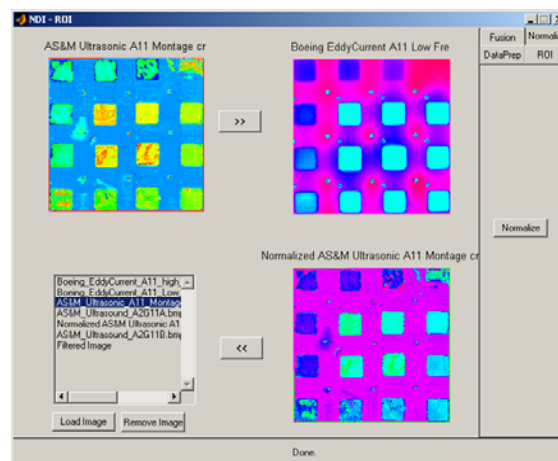 NDI - ROI
AS&M Ultrasonic A11 Montage cr
Boeing EddyCurrent A11 Low Fre
Fusion
Normaliz
DataPrep
ROI
>>
Normalize
Normalized AS&M Ultrasonic A11 Montage cr
Boeing_EddyCurrent_A11_high_
Boeing_EddyCurrent_A11_Low_
AS&M_Ultrasonic_A11_Montage
AS&M_Ultrasound_A2G11A.bmp
Normalized AS&M Ultrasonic A1
AS&M_Ultrasound_A2G11B.bmp
Filtered Image
<<
Load Image
Remove Image
Done.